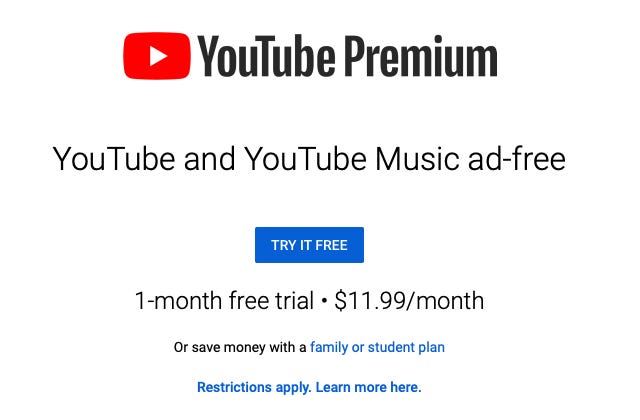 YouTube Premium
YouTube and YouTube Music ad-free
TRY IT FREE
1-month free trial • $11.99/month
Or save money with a family or student plan
Restrictions apply. Learn more here.